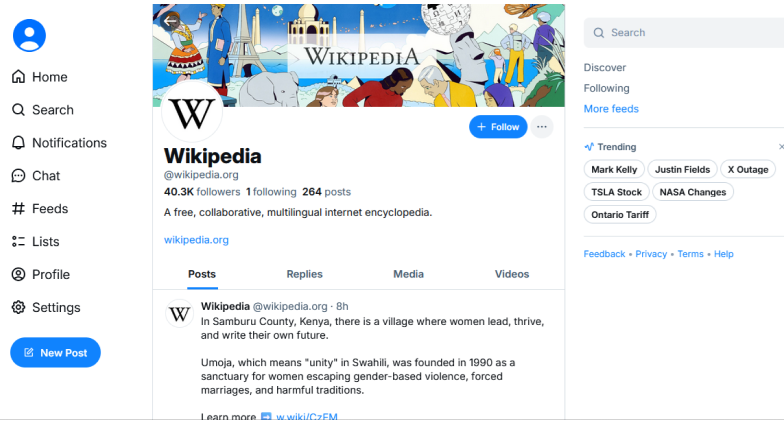 Home
Search
Notifications
Chat
Feeds
Lists
Profile
Settings
New Post
WIKIPEDIA
W
+ Follow
Wikipedia
@wikipedia.org
40.3K followers 1 following 264 posts
A free, collaborative, multilingual internet encyclopedia.
wikipedia.org
Posts Replies Media Videos
W
Wikipedia @wikipedia.org · 8h
In Samburu County, Kenya, there is a village where women lead, thrive,
and write their own future.
Umoja, which means "unity" in Swahili, was founded in 1990 as a
sanctuary for women escaping gender-based violence, forced
marriages, and harmful traditions.
Learn more ➡️ w.wiki/CzFM
Search
Discover
Following
More feeds
Trending
Mark Kelly Justin Fields X Outage
TSLA Stock NASA Changes
Ontario Tariff
Feedback • Privacy • Terms • Help